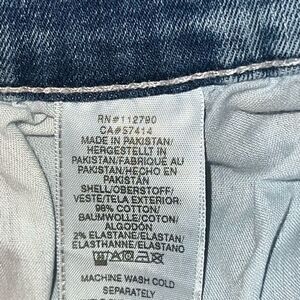 RN#112790
CA#57414
MADE IN PAKISTAN/
HERGESTELLT IN
PAKISTAN/FABRIQUÉ AU
PAKISTAN/HECHO EN
PAKISTÁN
SHELL/OBERSTOFF/
VESTE/TELA EXTERIOR:
98% COTTON/
BAUMWOLLE/COTON/
ALGODÓN
2% ELASTANE/ELASTAN/
ELASTHANNE/ELASTANO
MACHINE WASH COLD
SEPARATELY